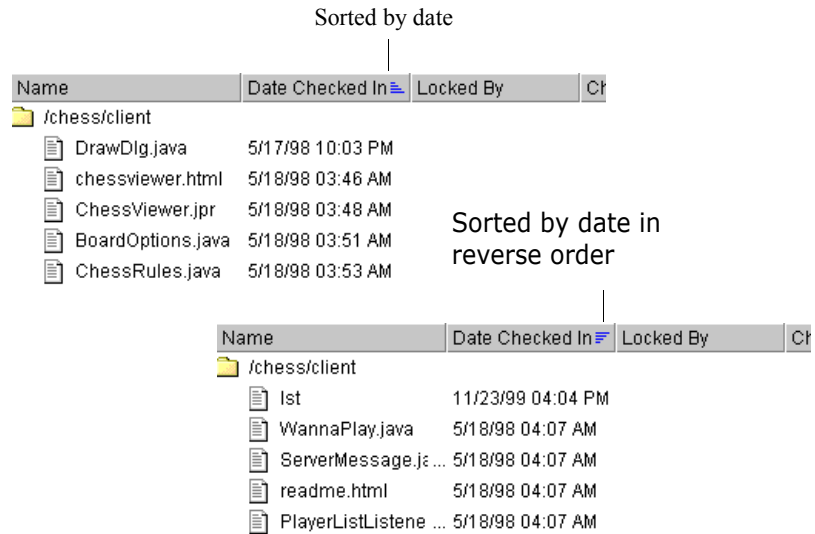 Sorted by date
Name Date Checked In Locked By Ch
/chess/client
DrawDlg.java 5/17/98 10:03 PM
chessviewer.html 5/18/98 03:46 AM
ChessViewer.jpr 5/18/98 03:48 AM
BoardOptions.java 5/18/98 03:51 AM
ChessRules.java 5/18/98 03:53 AM
Sorted by date in
reverse order
Name Date Checked In Locked By Ch
/chess/client
lst 11/23/99 04:04 PM
WannaPlay.java 5/18/98 04:07 AM
ServerMessage.ja... 5/18/98 04:07 AM
readme.html 5/18/98 04:07 AM
PlayerListListene ... 5/18/98 04:07 AM